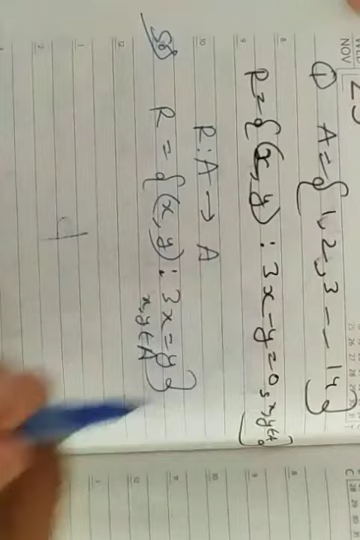 ① A = {1, 2, 3 -- 14}
R = {(x, y) : 3x - y = 0, x, y ∈ A}
R : A → A
Sol R = {(x, y) : 3x = y}
x, y ∈ A